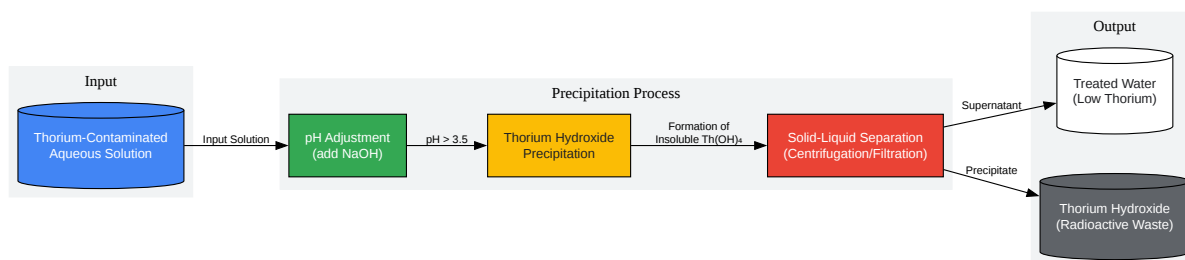 Input
Thorium-Contaminated
Aqueous Solution
Input Solution
Precipitation Process
pH Adjustment
(add NaOH)
pH > 3.5
Thorium Hydroxide
Precipitation
Formation of
Insoluble Th(OH)₄
Solid-Liquid Separation
(Centrifugation/Filtration)
Supernatant
Precipitate
Output
Treated Water
(Low Thorium)
Thorium Hydroxide
(Radioactive Waste)